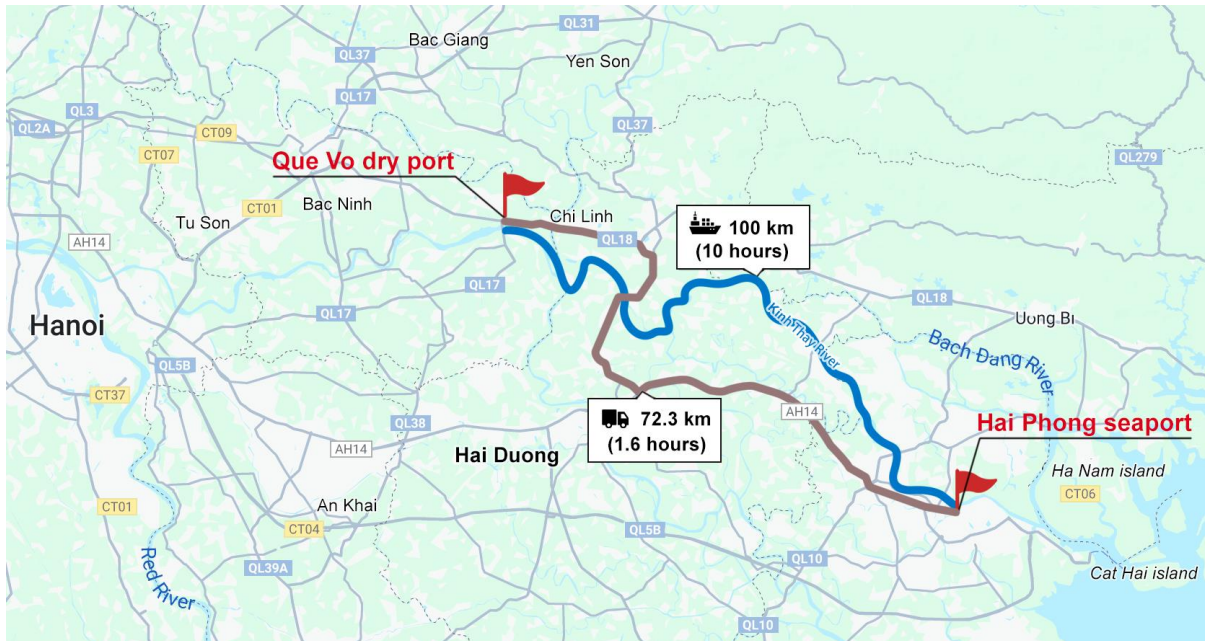 QL31
Bac Giang
QL37
Yen Son
QL3
QL17
QL2A
CT09
QL37
CT07
QL279
Que Vo dry port
CT01
Bac Ninh
Chi Linh
Tu Son
AH14
QL18
100 km
(10 hours)
QL17
QL18
Hanoi
QL17
Uong Bi
Kinh Thay River
Bach Dang River
QL5B
CT37
72.3 km
(1.6 hours)
AH14
QL38
Hai Phong seaport
AH14
Hai Duong
Ha Nam island
CT06
CT01
An Khai
CT04
QL5B
Red River
QL39A
QL10
Cat Hai island
QL10